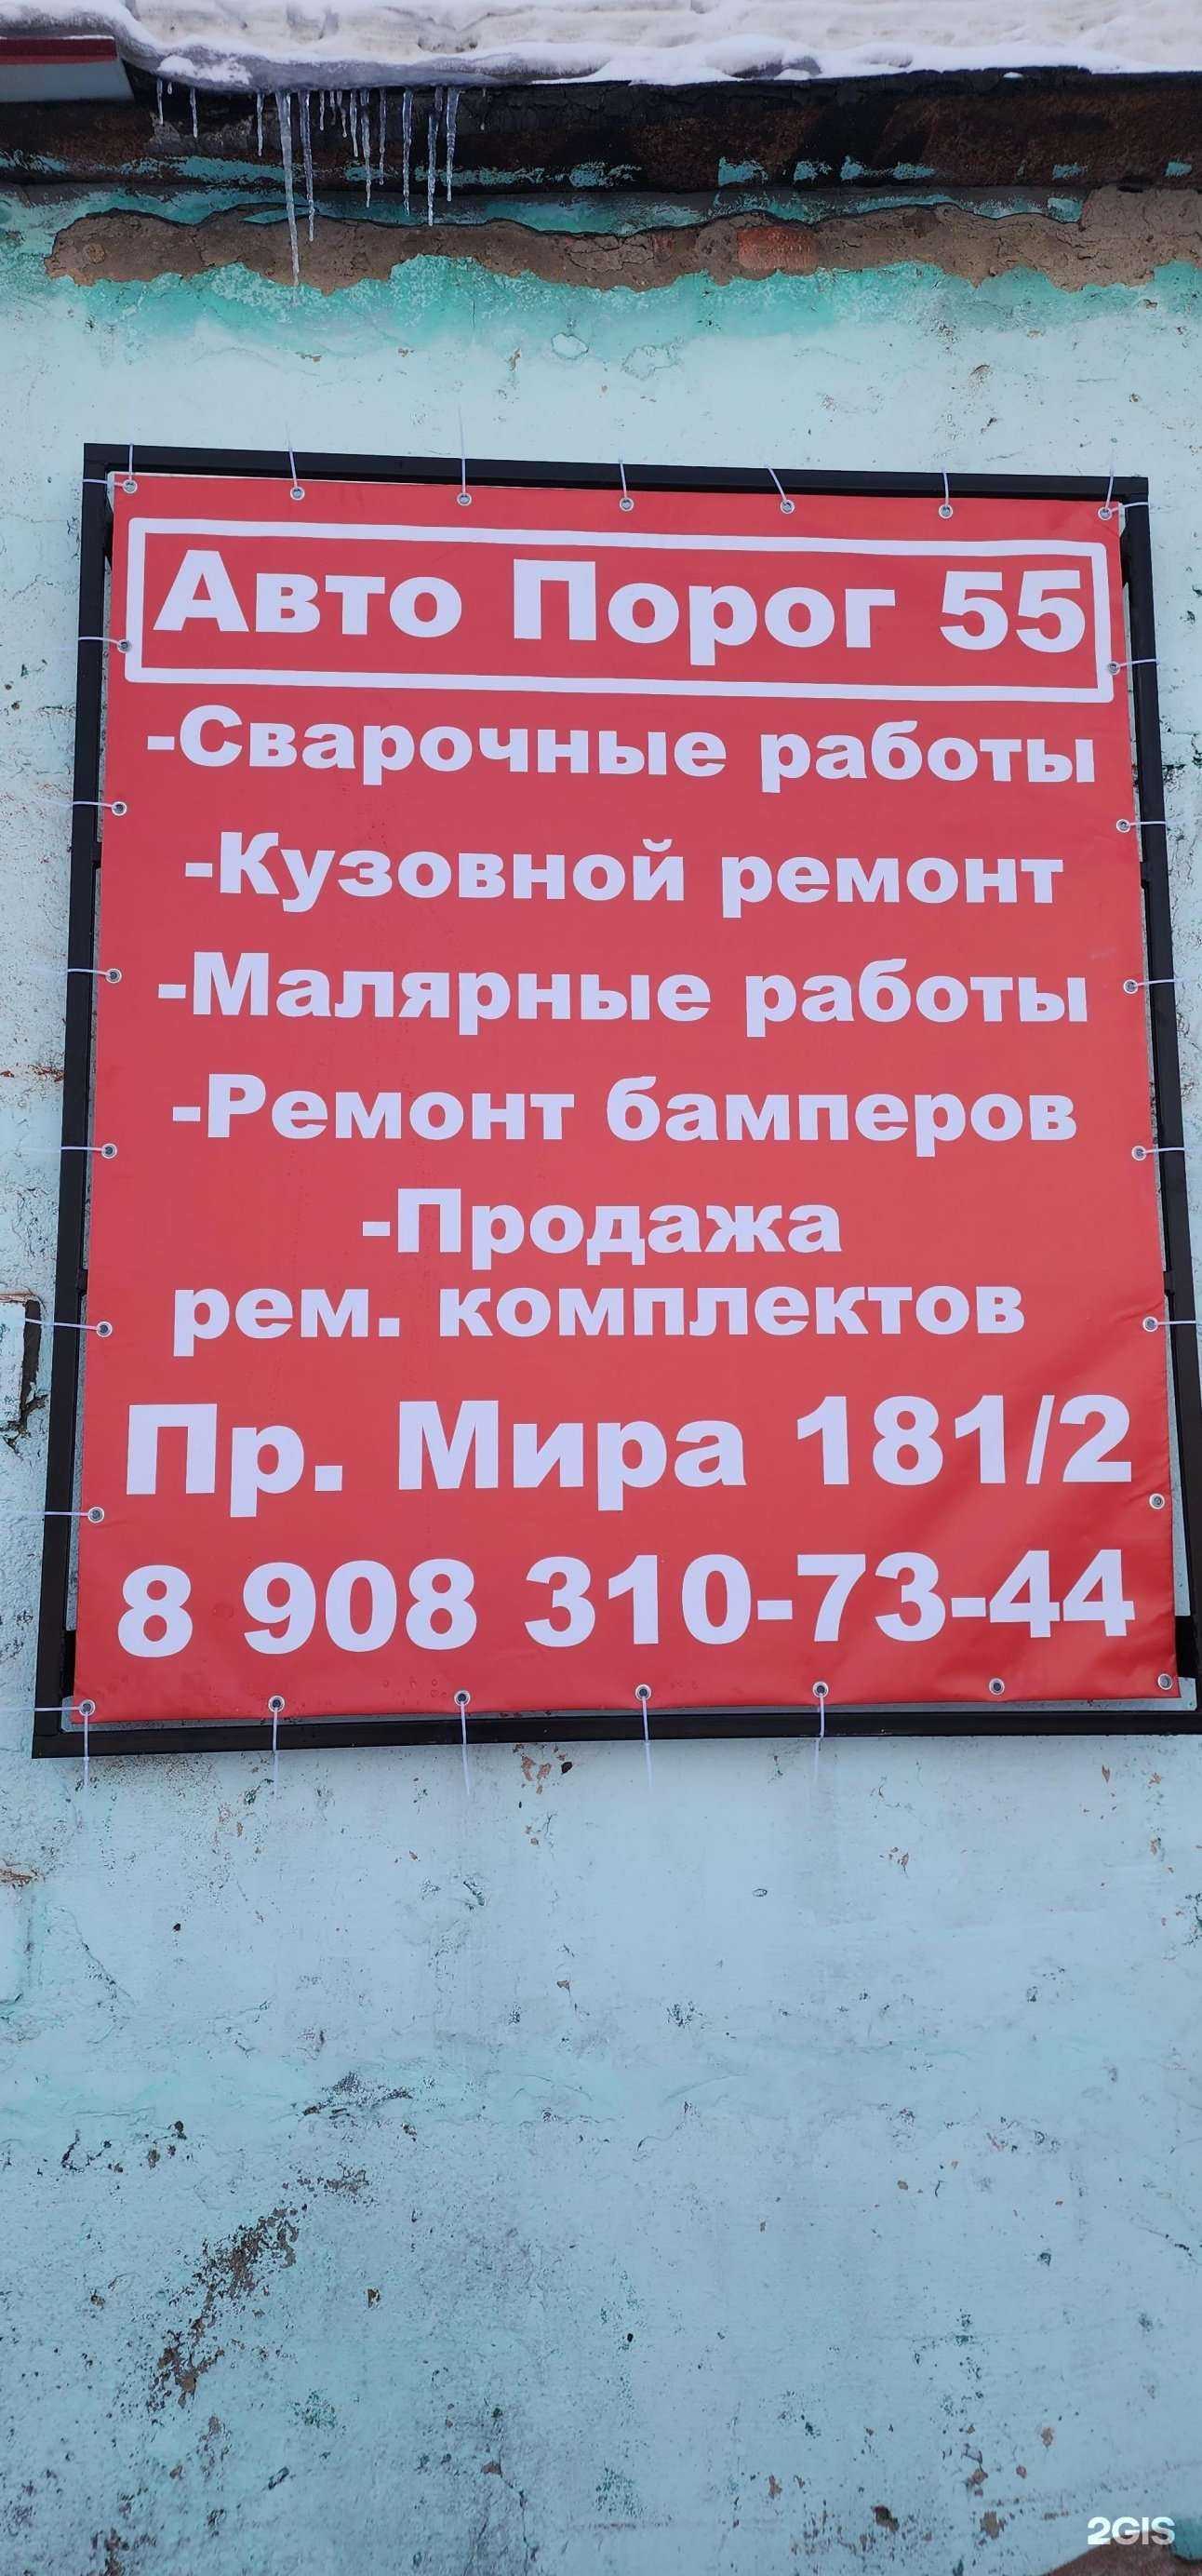 Авто Порог 55
-Сварочные работы
-Кузовной ремонт
-Малярные работы
-Ремонт бамперов
-Продажа
рем. комплектов
Пр. Мира 181/2
8 908 310-73-44
2GIS